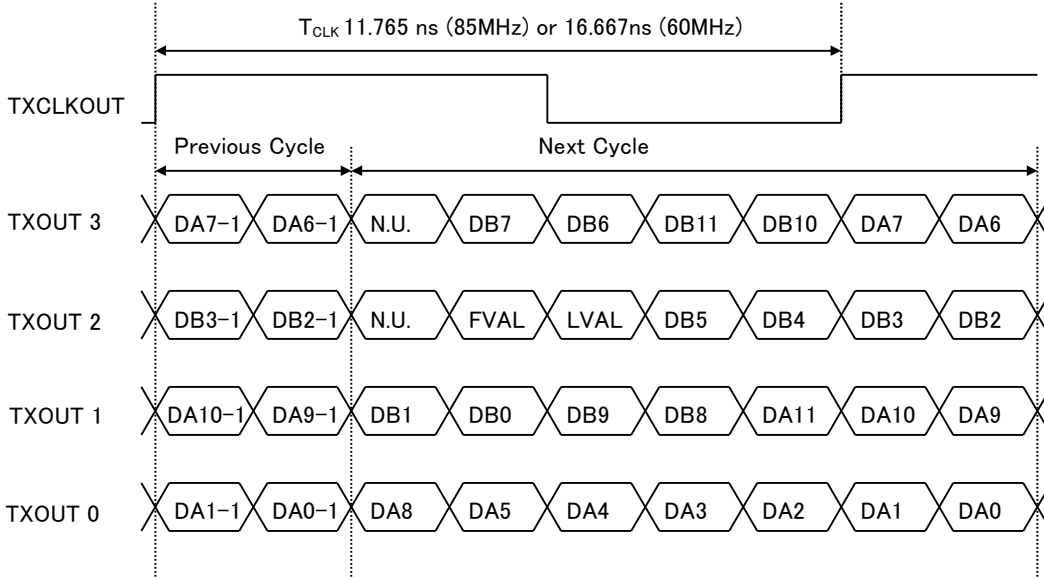 T_CLK 11.765 ns (85MHz) or 16.667ns (60MHz)
TXCLKOUT
Previous Cycle Next Cycle
TXOUT 3 DA7-1 DA6-1 N.U. DB7 DB6 DB11 DB10 DA7 DA6
TXOUT 2 DB3-1 DB2-1 N.U. FVAL LVAL DB5 DB4 DB3 DB2
TXOUT 1 DA10-1 DA9-1 DB1 DB0 DB9 DB8 DA11 DA10 DA9
TXOUT 0 DA1-1 DA0-1 DA8 DA5 DA4 DA3 DA2 DA1 DA0